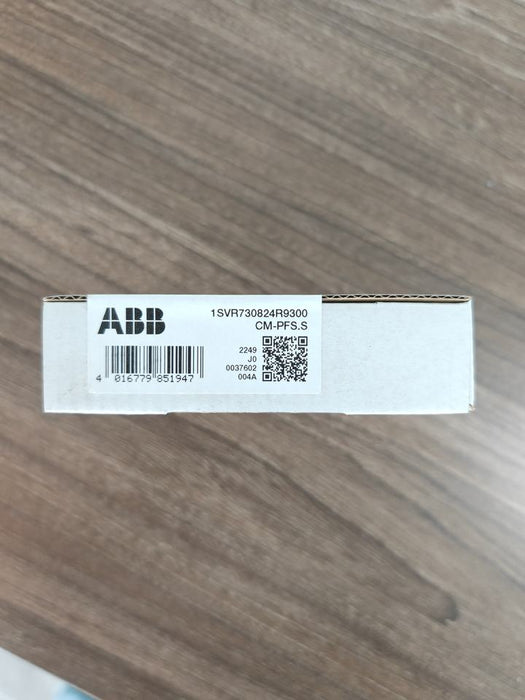 ABB
1SVR730824R9300
CM-PFS.S
2249
J0
0037602
004A
4 016779 851947